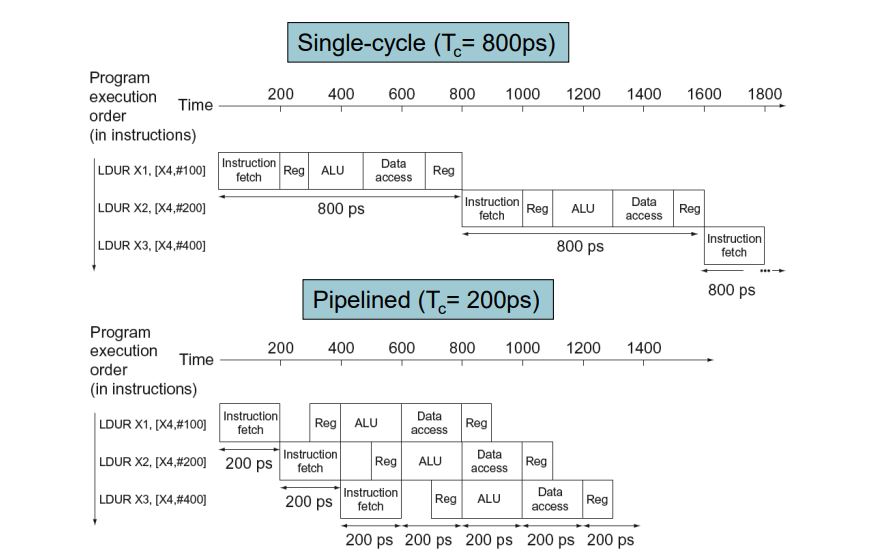 Single-cycle (Tc= 800ps)
Program
execution
order
(in instructions)
Time
200 400 600 800 1000 1200 1400 1600 1800
LDUR X1, [X4,#100]
Instruction
fetch
Reg
ALU
Data
access
Reg
800 ps
LDUR X2, [X4,#200]
Instruction
fetch
Reg
ALU
Data
access
Reg
800 ps
LDUR X3, [X4,#400]
Instruction
fetch
800 ps
...
Pipelined (Tc= 200ps)
Program
execution
order
(in instructions)
Time
200 400 600 800 1000 1200 1400
LDUR X1, [X4,#100]
Instruction
fetch
Reg
ALU
Data
access
Reg
200 ps
LDUR X2, [X4,#200]
Instruction
fetch
Reg
ALU
Data
access
Reg
200 ps
LDUR X3, [X4,#400]
Instruction
fetch
Reg
ALU
Data
access
Reg
200 ps 200 ps 200 ps 200 ps 200 ps